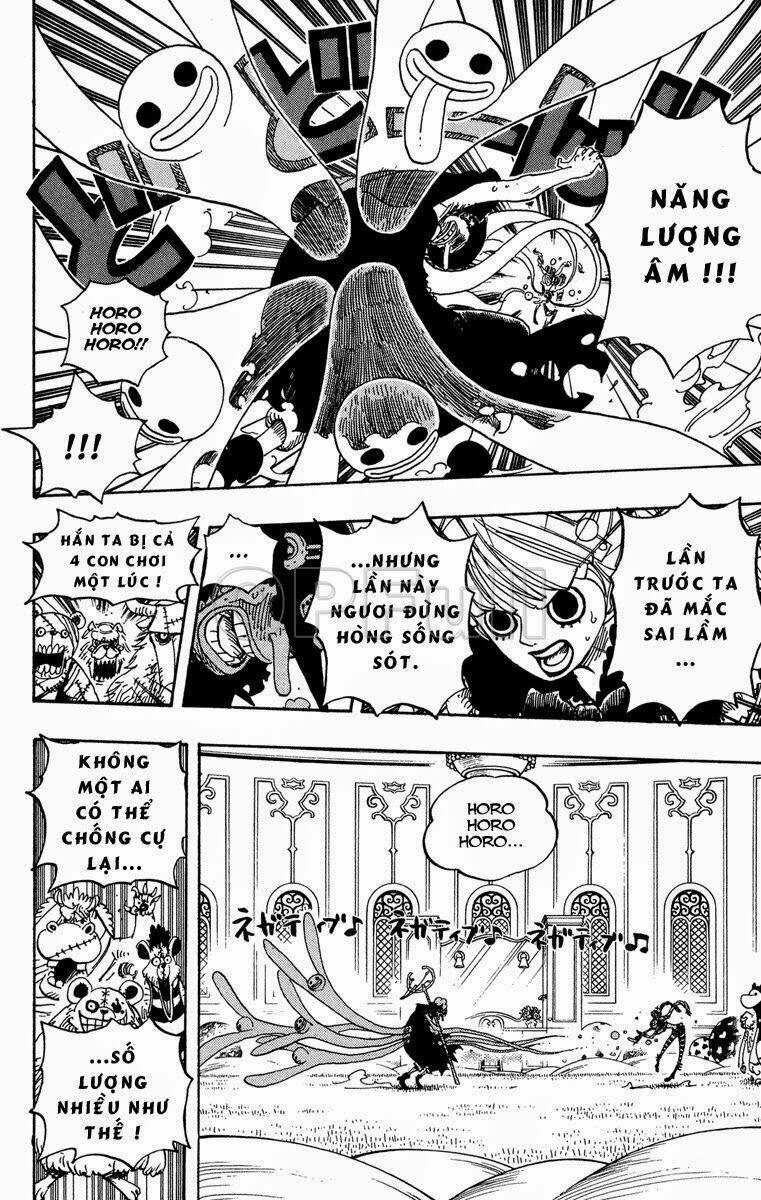 NĂNG
LƯỢNG
ÂM !!!
HORO
HORO
HORO!!
!!!
LẦN
TRƯỚC TA
ĐÃ MẮC
SAI LẦM
...
...NHƯNG
LẦN NÀY
NGƯƠI ĐỪNG
HÒNG SỐNG
SÓT.
...
HẮN TA BỊ CẢ
4 CON CHƠI
MỘT LÚC !
OPFull
KHÔNG
MỘT AI
CÓ THỂ
CHỐNG CỰ
LẠI...
...SỐ
LƯỢNG
NHIỀU NHƯ
THẾ !
HORO
HORO
HORO...
ネガティブ♪
ネガティブ♪
ネガティブ♫